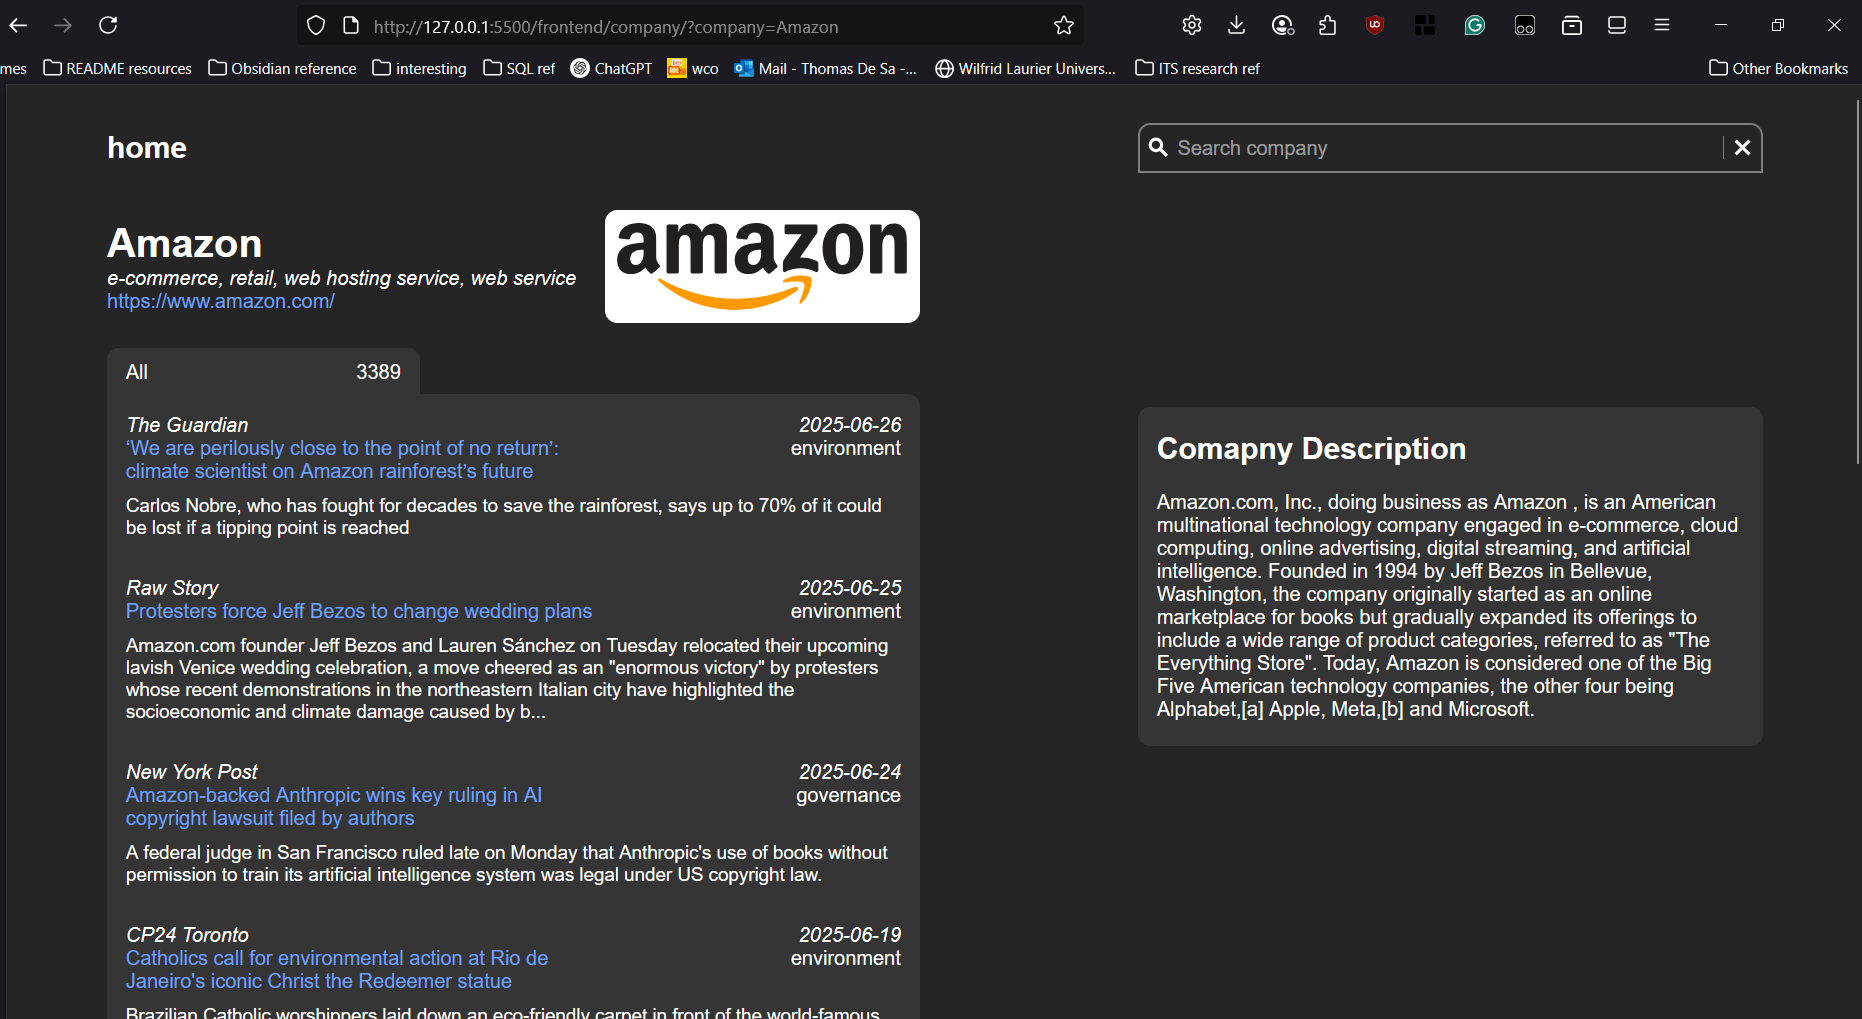 http://127.0.0.1:5500/frontend/company/?company=Amazon
mes README resources Obsidian reference interesting SQL ref ChatGPT wco Mail - Thomas De Sa -... Wilfrid Laurier Univers... ITS research ref Other Bookmarks
home
Search company
Amazon
e-commerce, retail, web hosting service, web service
https://www.amazon.com/
amazon
All 3389
The Guardian 2025-06-26
‘We are perilously close to the point of no return’: environment
climate scientist on Amazon rainforest’s future
Carlos Nobre, who has fought for decades to save the rainforest, says up to 70% of it could
be lost if a tipping point is reached
Raw Story 2025-06-25
Protesters force Jeff Bezos to change wedding plans environment
Amazon.com founder Jeff Bezos and Lauren Sánchez on Tuesday relocated their upcoming
lavish Venice wedding celebration, a move cheered as an "enormous victory" by protesters
whose recent demonstrations in the northeastern Italian city have highlighted the
socioeconomic and climate damage caused by b...
New York Post 2025-06-24
Amazon-backed Anthropic wins key ruling in AI governance
copyright lawsuit filed by authors
A federal judge in San Francisco ruled late on Monday that Anthropic's use of books without
permission to train its artificial intelligence system was legal under US copyright law.
CP24 Toronto 2025-06-19
Catholics call for environmental action at Rio de environment
Janeiro's iconic Christ the Redeemer statue
Brazilian Catholic worshippers laid down an eco-friendly carpet in front of the world-famous
Comapny Description
Amazon.com, Inc., doing business as Amazon , is an American
multinational technology company engaged in e-commerce, cloud
computing, online advertising, digital streaming, and artificial
intelligence. Founded in 1994 by Jeff Bezos in Bellevue,
Washington, the company originally started as an online
marketplace for books but gradually expanded its offerings to
include a wide range of product categories, referred to as "The
Everything Store". Today, Amazon is considered one of the Big
Five American technology companies, the other four being
Alphabet,[a] Apple, Meta,[b] and Microsoft.